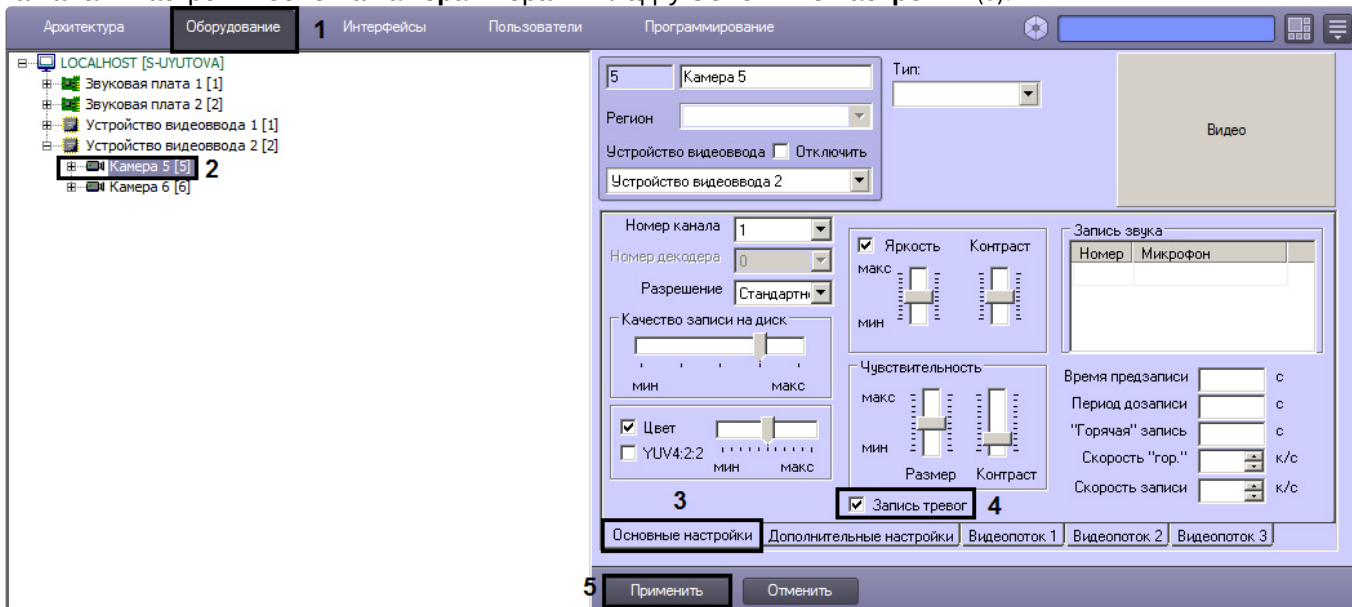 Архитектура Оборудование 1 Интерфейсы Пользователи Программирование
LOCALHOST [S-UYUTOVA]
Звуковая плата 1 [1]
Звуковая плата 2 [2]
Устройство видеоввода 1 [1]
Устройство видеоввода 2 [2]
Камера 5 [5] 2
Камера 6 [6]
5 Камера 5
Тип:
Регион
Устройство видеоввода Отключить
Устройство видеоввода 2
Видео
Номер канала 1
Номер декодера 0
Разрешение Стандартн
Качество записи на диск
мин макс
Цвет
YUV4:2:2
мин макс
3
Яркость Контраст
макс
мин
Чувствительность
макс
мин
Размер Контраст
Запись тревог 4
Запись звука
Номер Микрофон
Время предзаписи с
Период дозаписи с
"Горячая" запись с
Скорость "гор." к/с
Скорость записи к/с
Основные настройки Дополнительные настройки Видеопоток 1 Видеопоток 2 Видеопоток 3
5 Применить Отменить